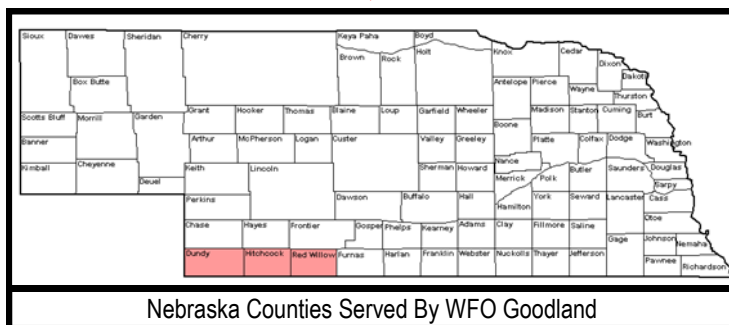 Sioux Dawes Sheridan Cherry Keya Paha Boyd
Brown Rock Holt Knox Cedar Dixon Dakota
Box Butte Antelope Pierce Wayne Thurston
Scotts Bluff Morrill Garden Grant Hooker Thomas Blaine Loup Garfield Wheeler Madison Stanton Cuming Burt
Banner Arthur McPherson Logan Custer Valley Greeley Boone Platte Colfax Dodge Washington
Kimball Cheyenne Deuel Keith Lincoln Sherman Howard Nance Merrick Polk Butler Saunders Douglas Sarpy
Perkins Dawson Buffalo Hall Hamilton York Seward Lancaster Cass Otoe
Chase Hayes Frontier Gosper Phelps Kearney Adams Clay Fillmore Saline Gage Johnson Nemaha
Dundy Hitchcock Red Willow Furnas Harlan Franklin Webster Nuckolls Thayer Jefferson Pawnee Richardson
Nebraska Counties Served By WFO Goodland